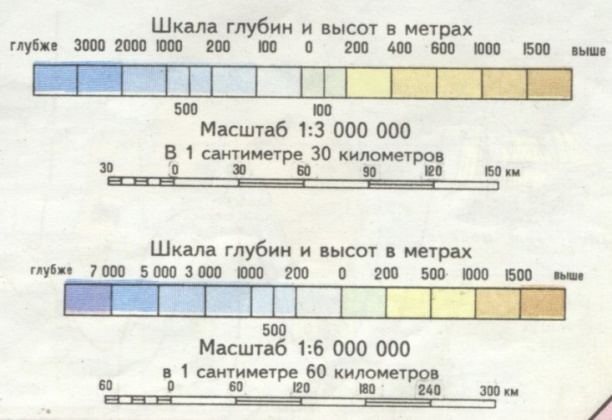 Шкала глубин и высот в метрах
глубже 3000 2000 1000 200 100 0 200 400 600 1000 1500 выше
500 100
Масштаб 1:3 000 000
В 1 сантиметре 30 километров
30 0 30 60 90 120 150 км
Шкала глубин и высот в метрах
глубже 7 000 5 000 3 000 1000 200 0 200 500 1000 1500 выше
500
Масштаб 1:6 000 000
в 1 сантиметре 60 километров
60 0 60 120 180 240 300 км